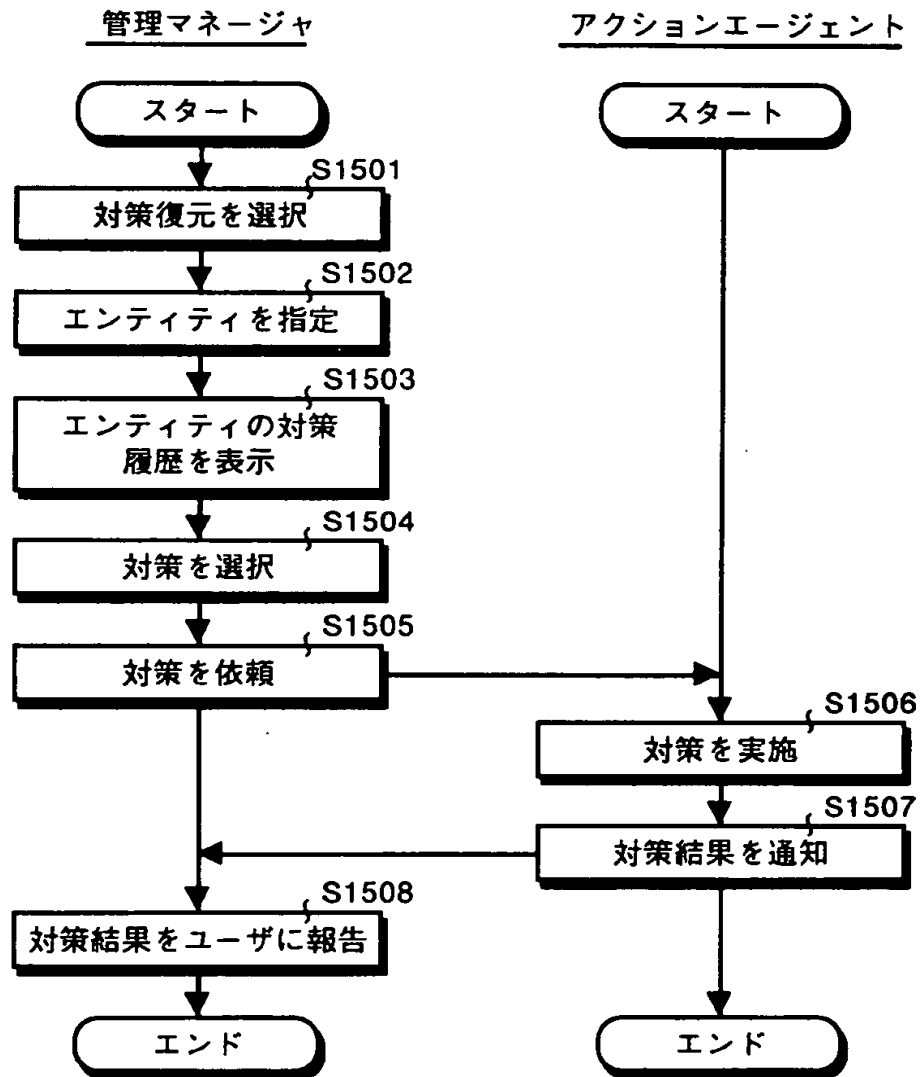 管理マネージャ
アクションエージェント
スタート
スタート
S1501
対策復元を選択
S1502
エンティティを指定
S1503
エンティティの対策
履歴を表示
S1504
対策を選択
S1505
対策を依頼
S1506
対策を実施
S1507
対策結果を通知
S1508
対策結果をユーザに報告
エンド
エンド